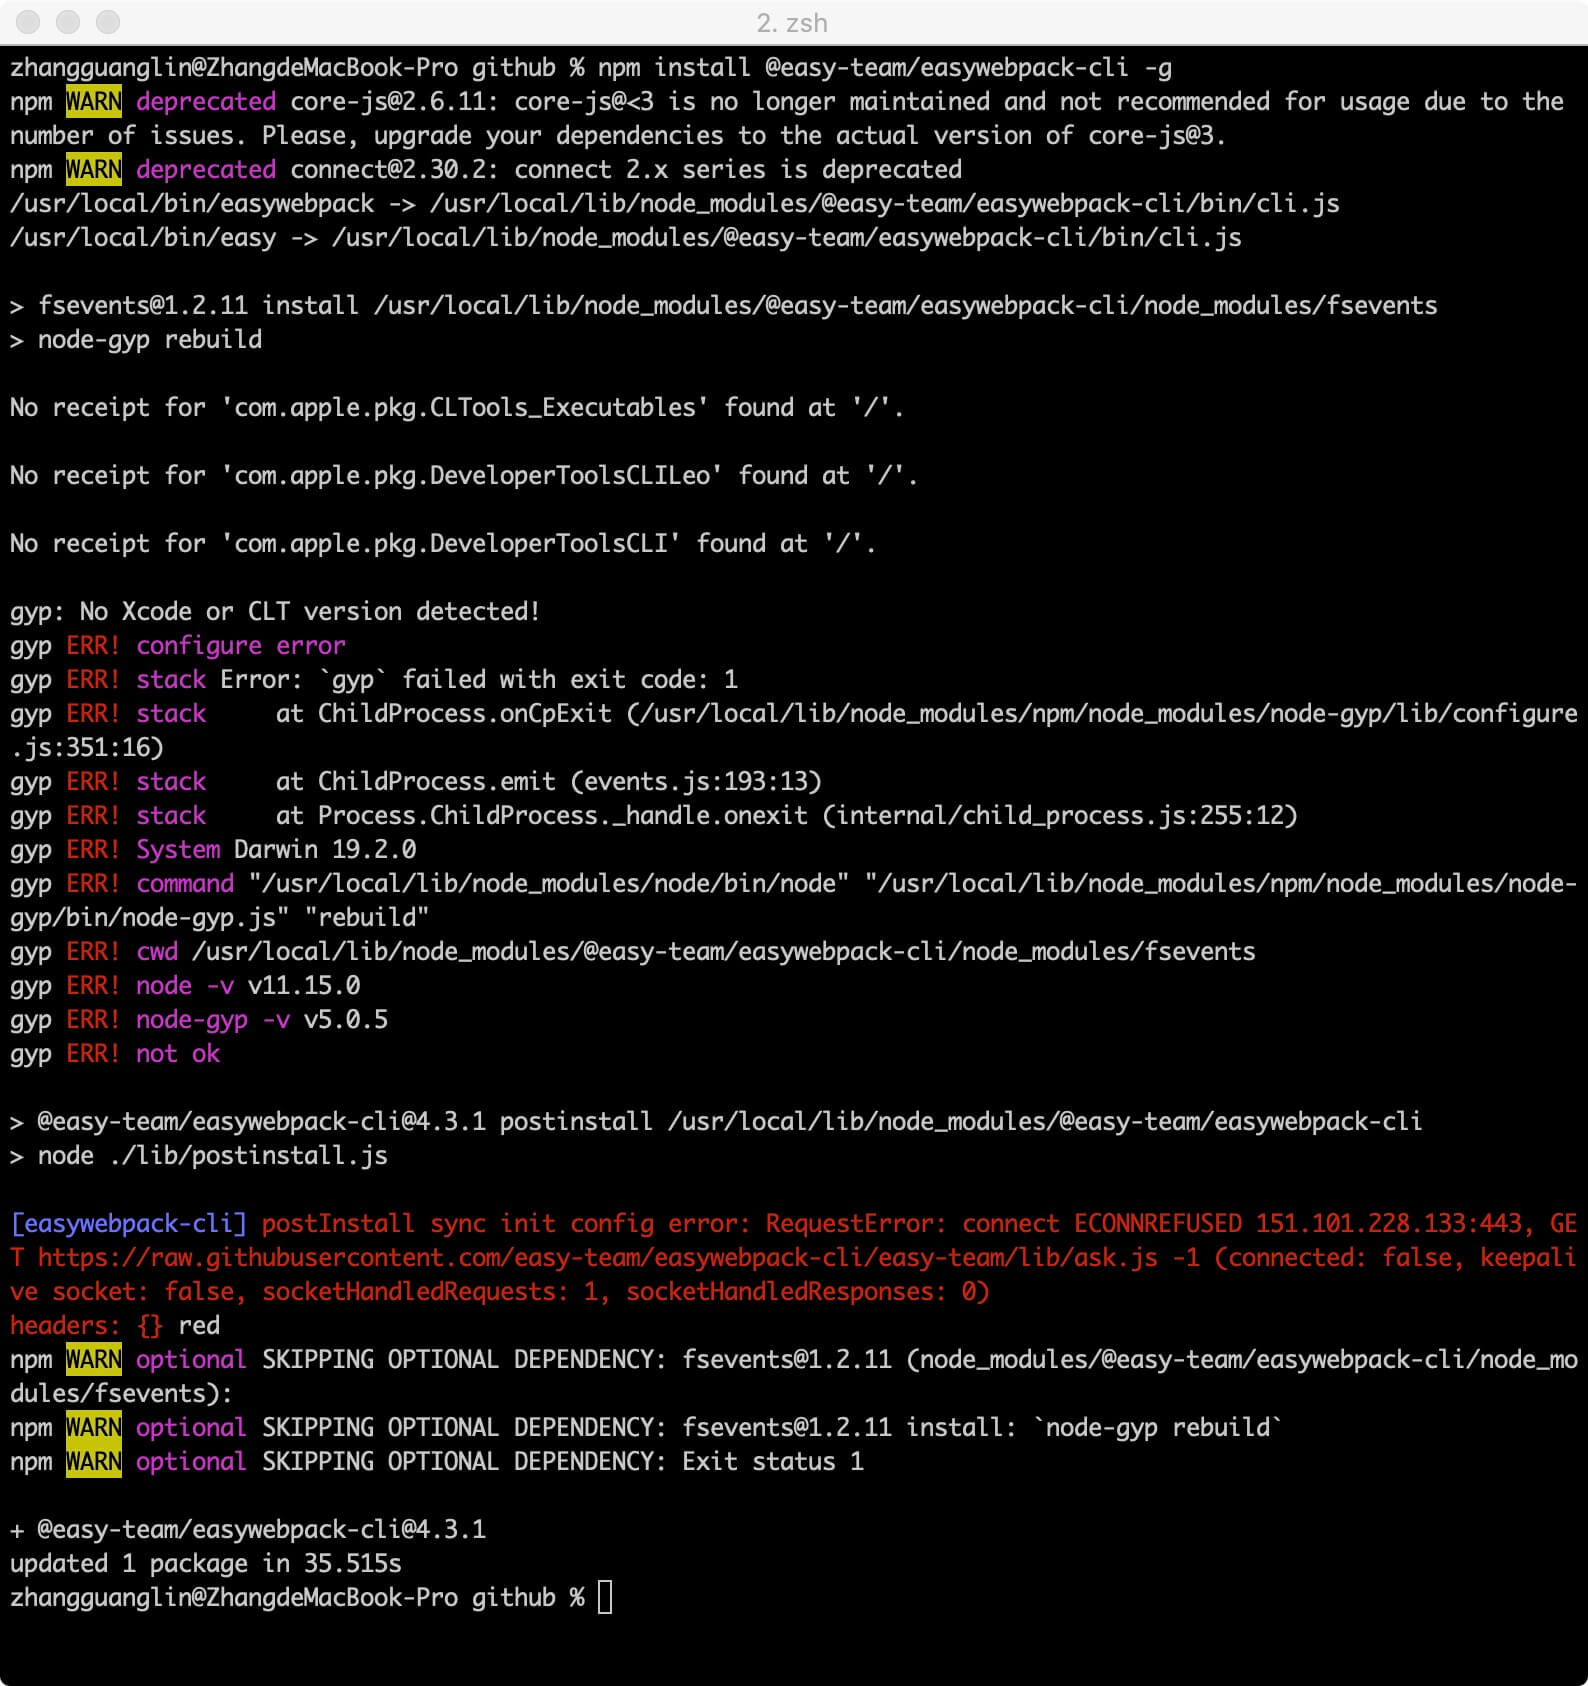 2. zsh
zhangguanglin@ZhangdeMacBook-Pro github % npm install @easy-team/easywebpack-cli -g
npm WARN deprecated core-js@2.6.11: core-js@<3 is no longer maintained and not recommended for usage due to the
number of issues. Please, upgrade your dependencies to the actual version of core-js@3.
npm WARN deprecated connect@2.30.2: connect 2.x series is deprecated
/usr/local/bin/easywebpack -> /usr/local/lib/node_modules/@easy-team/easywebpack-cli/bin/cli.js
/usr/local/bin/easy -> /usr/local/lib/node_modules/@easy-team/easywebpack-cli/bin/cli.js
> fsevents@1.2.11 install /usr/local/lib/node_modules/@easy-team/easywebpack-cli/node_modules/fsevents
> node-gyp rebuild
No receipt for 'com.apple.pkg.CLTools_Executables' found at '/'.
No receipt for 'com.apple.pkg.DeveloperToolsCLILeo' found at '/'.
No receipt for 'com.apple.pkg.DeveloperToolsCLI' found at '/'.
gyp: No Xcode or CLT version detected!
gyp ERR! configure error
gyp ERR! stack Error: `gyp` failed with exit code: 1
gyp ERR! stack     at ChildProcess.onCpExit (/usr/local/lib/node_modules/npm/node_modules/node-gyp/lib/configure
.js:351:16)
gyp ERR! stack     at ChildProcess.emit (events.js:193:13)
gyp ERR! stack     at Process.ChildProcess._handle.onexit (internal/child_process.js:255:12)
gyp ERR! System Darwin 19.2.0
gyp ERR! command "/usr/local/lib/node_modules/node/bin/node" "/usr/local/lib/node_modules/npm/node_modules/node-
gyp/bin/node-gyp.js" "rebuild"
gyp ERR! cwd /usr/local/lib/node_modules/@easy-team/easywebpack-cli/node_modules/fsevents
gyp ERR! node -v v11.15.0
gyp ERR! node-gyp -v v5.0.5
gyp ERR! not ok
> @easy-team/easywebpack-cli@4.3.1 postinstall /usr/local/lib/node_modules/@easy-team/easywebpack-cli
> node ./lib/postinstall.js
[easywebpack-cli] postInstall sync init config error: RequestError: connect ECONNREFUSED 151.101.228.133:443, GE
T https://raw.githubusercontent.com/easy-team/easywebpack-cli/easy-team/lib/ask.js -1 (connected: false, keepali
ve socket: false, socketHandledRequests: 1, socketHandledResponses: 0)
headers: {} red
npm WARN optional SKIPPING OPTIONAL DEPENDENCY: fsevents@1.2.11 (node_modules/@easy-team/easywebpack-cli/node_mo
dules/fsevents):
npm WARN optional SKIPPING OPTIONAL DEPENDENCY: fsevents@1.2.11 install: `node-gyp rebuild`
npm WARN optional SKIPPING OPTIONAL DEPENDENCY: Exit status 1
+ @easy-team/easywebpack-cli@4.3.1
updated 1 package in 35.515s
zhangguanglin@ZhangdeMacBook-Pro github %